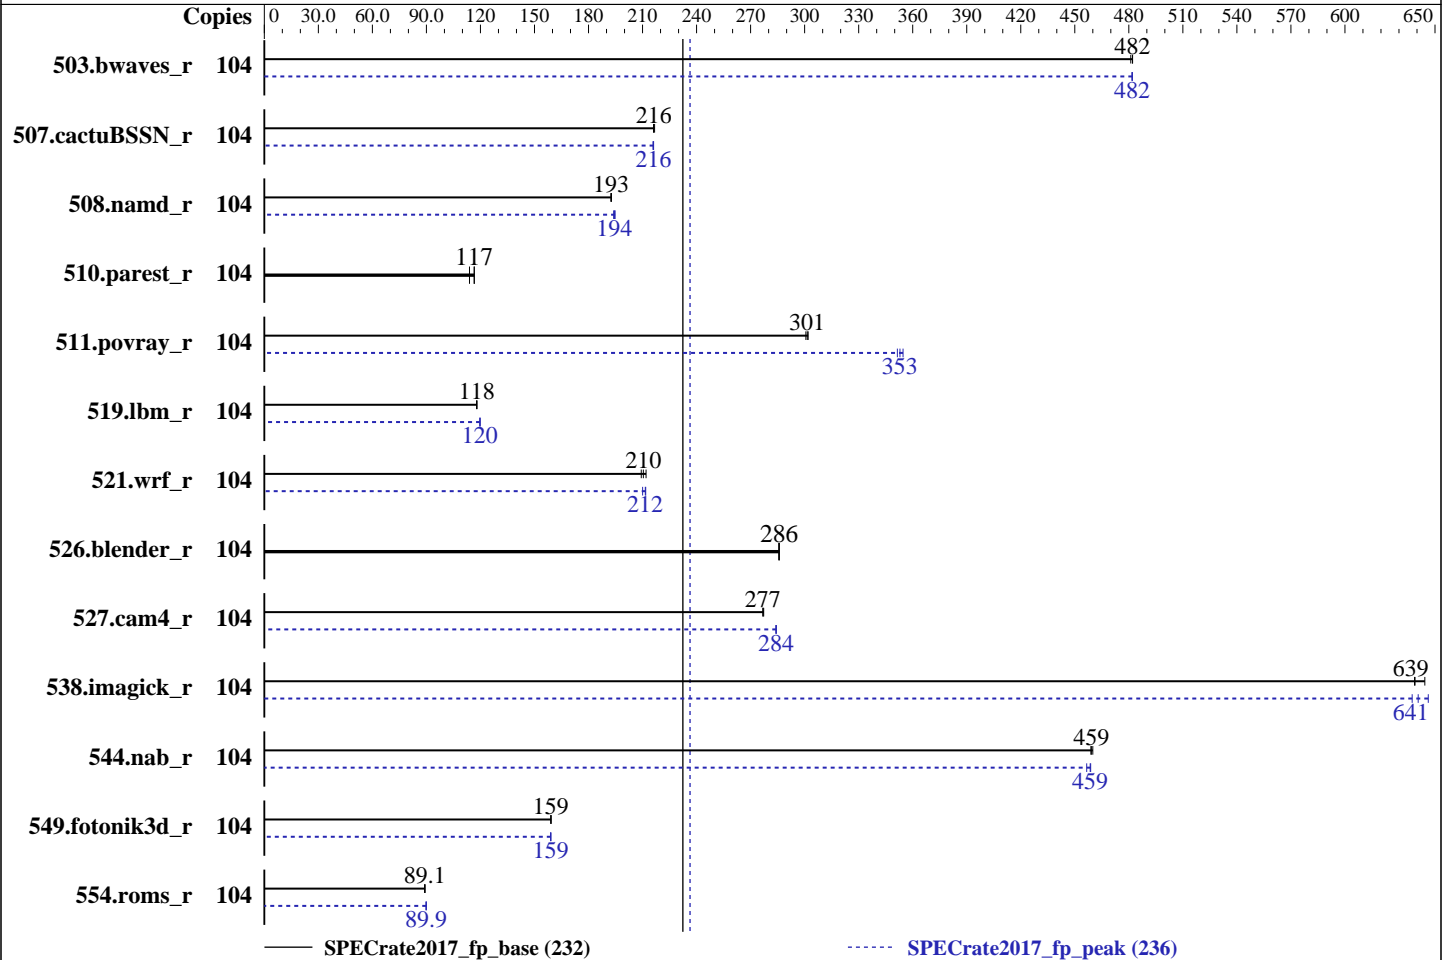 Copies 0 30.0 60.0 90.0 120 150 180 210 240 270 300 330 360 390 420 450 480 510 540 570 600 650
503.bwaves_r 104 482
482
507.cactuBSSN_r 104 216
216
508.namd_r 104 193
194
510.parest_r 104 117
511.povray_r 104 301
353
519.lbm_r 104 118
120
521.wrf_r 104 210
212
526.blender_r 104 286
527.cam4_r 104 277
284
538.imagick_r 104 639
641
544.nab_r 104 459
459
549.fotonik3d_r 104 159
159
554.roms_r 104 89.1
89.9
SPECrate2017_fp_base (232) SPECrate2017_fp_peak (236)